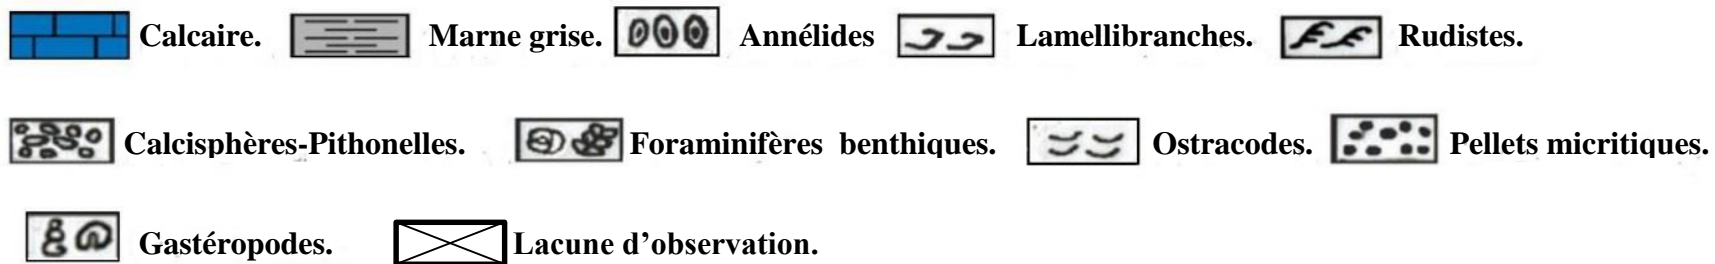 Calcaire. Marne grise. Annélides Lamellibranches. Rudistes.
Calcisphères-Pithonelles. Foraminifères benthiques. Ostracodes. Pellets micritiques.
Gastéropodes. Lacune d'observation.